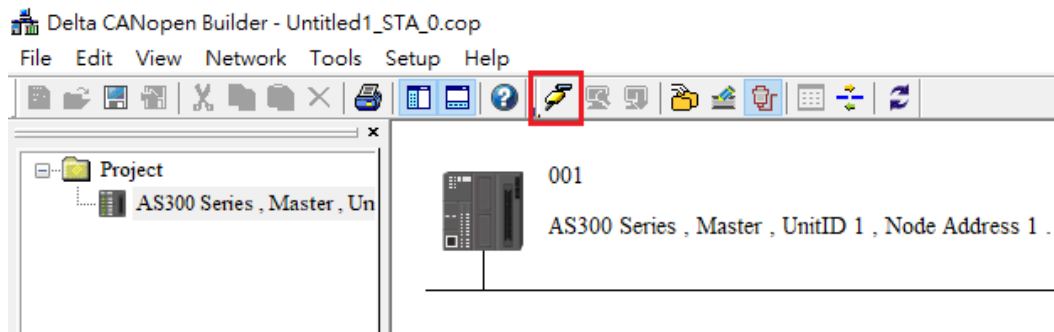 Delta CANopen Builder - Untitled1_STA_0.cop
File Edit View Network Tools Setup Help
Project
AS300 Series , Master , Un
001
AS300 Series , Master , UnitID 1 , Node Address 1 .